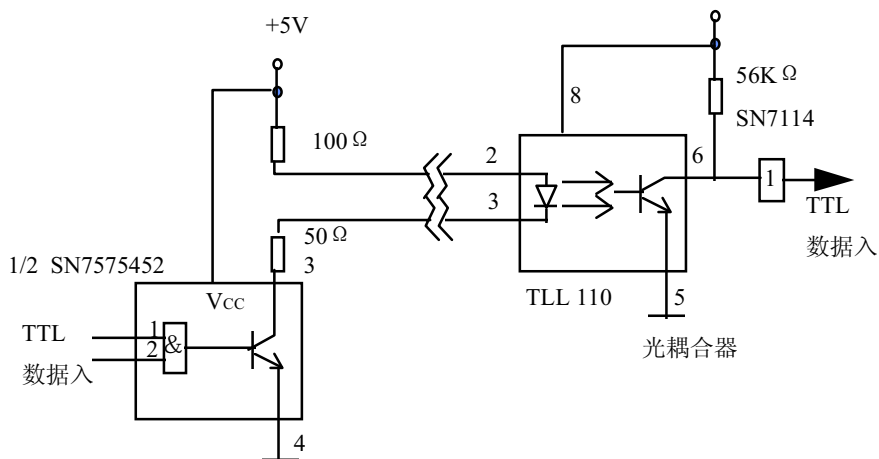 +5V
56K Ω
8
SN7114
100 Ω
2
6
1
3
TTL
50 Ω
数据入
1/2 SN7575452
3
VCC
TLL 110
5
TTL
1
2
&
光耦合器
数据入
4